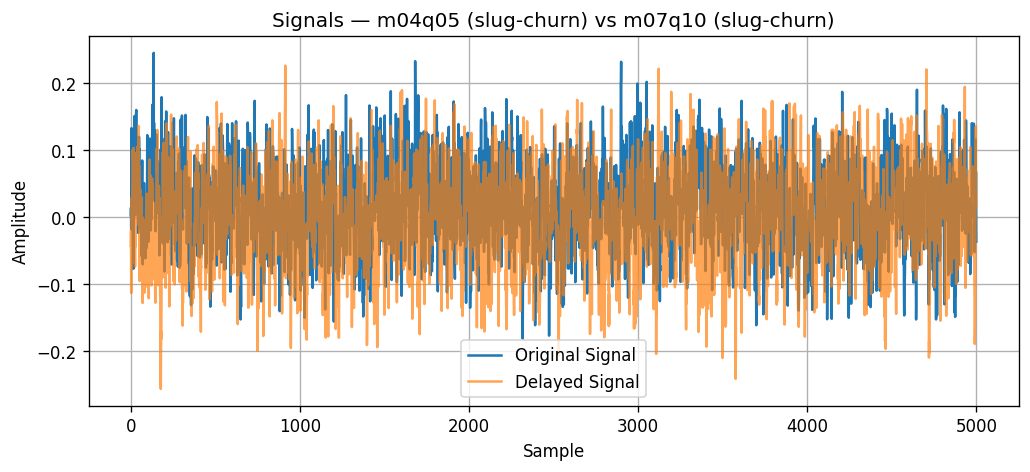 Signals — m04q05 (slug-churn) vs m07q10 (slug-churn)
Amplitude
0.2
0.1
0.0
−0.1
−0.2
Original Signal
Delayed Signal
0 1000 2000 3000 4000 5000
Sample